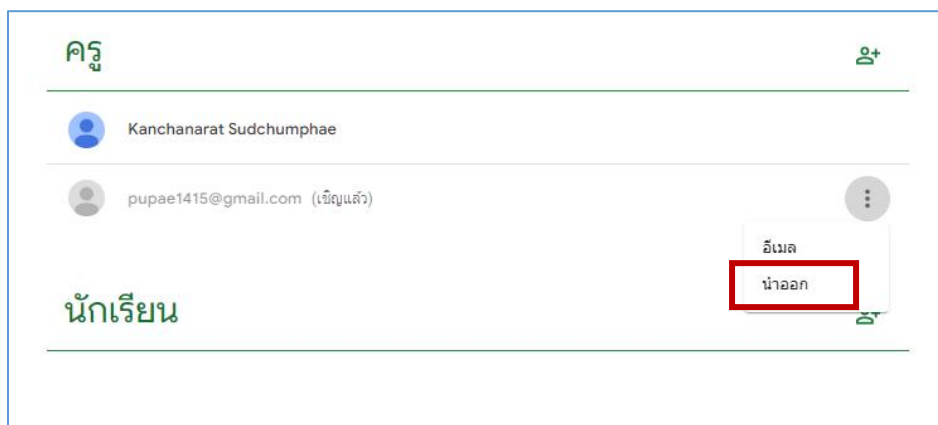 ครู
Kanchanarat Sudchumphae
pupae1415@gmail.com (เชิญแล้ว)
อีเมล
นำออก
นักเรียน